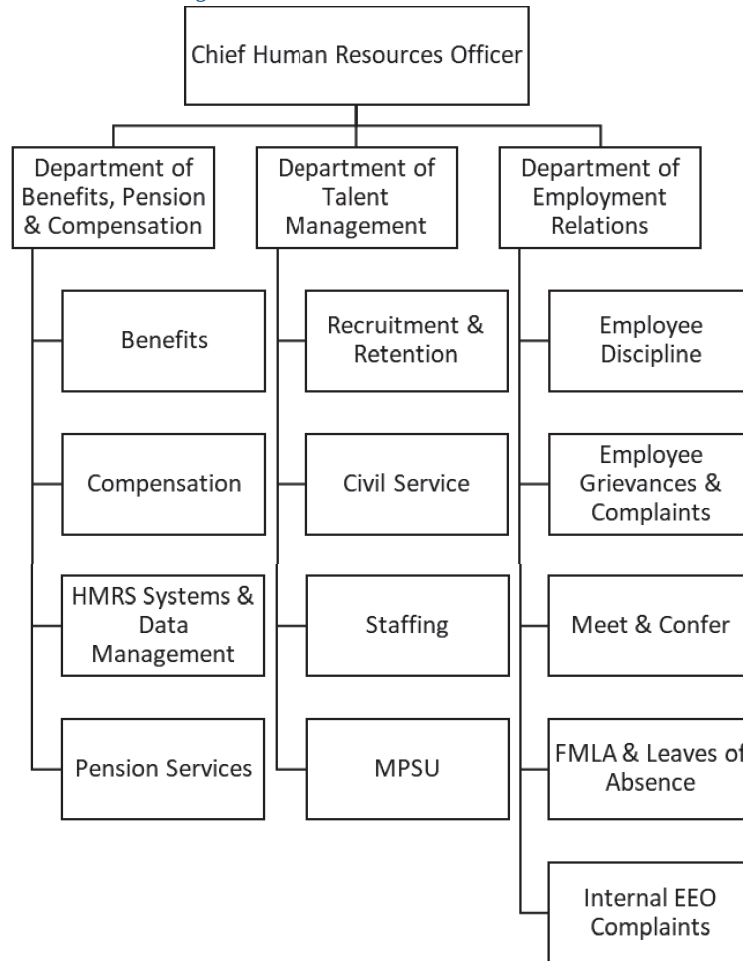 Chief Human Resources Officer
Department of
Benefits, Pension
& Compensation
Department of
Talent
Management
Department of
Employment
Relations
Benefits
Compensation
HMRS Systems &
Data
Management
Pension Services
Recruitment &
Retention
Civil Service
Staffing
MPSU
Employee
Discipline
Employee
Grievances &
Complaints
Meet & Confer
FMLA & Leaves of
Absence
Internal EEO
Complaints